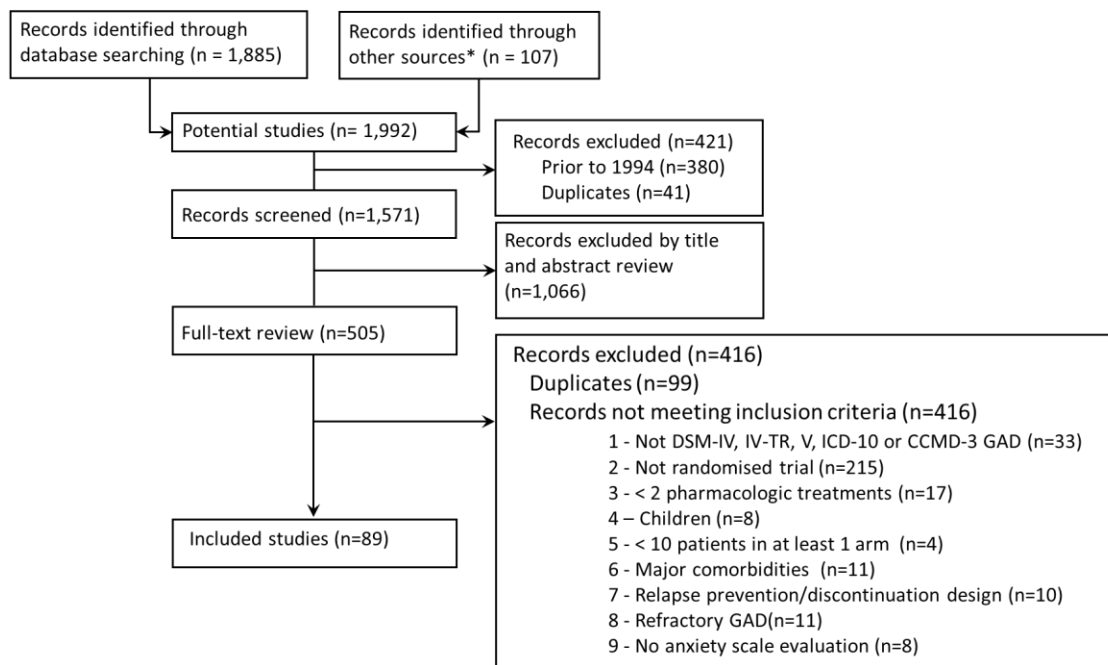 Records identified through
database searching (n = 1,885)
Records identified through
other sources* (n = 107)
Potential studies (n= 1,992)
Records excluded (n=421)
Prior to 1994 (n=380)
Duplicates (n=41)
Records screened (n=1,571)
Records excluded by title
and abstract review
(n=1,066)
Full-text review (n=505)
Records excluded (n=416)
Duplicates (n=99)
Records not meeting inclusion criteria (n=416)
1 - Not DSM-IV, IV-TR, V, ICD-10 or CCMD-3 GAD (n=33)
2 - Not randomised trial (n=215)
3 - < 2 pharmacologic treatments (n=17)
4 – Children (n=8)
5 - < 10 patients in at least 1 arm (n=4)
6 - Major comorbidities (n=11)
7 - Relapse prevention/discontinuation design (n=10)
8 - Refractory GAD(n=11)
9 - No anxiety scale evaluation (n=8)
Included studies (n=89)